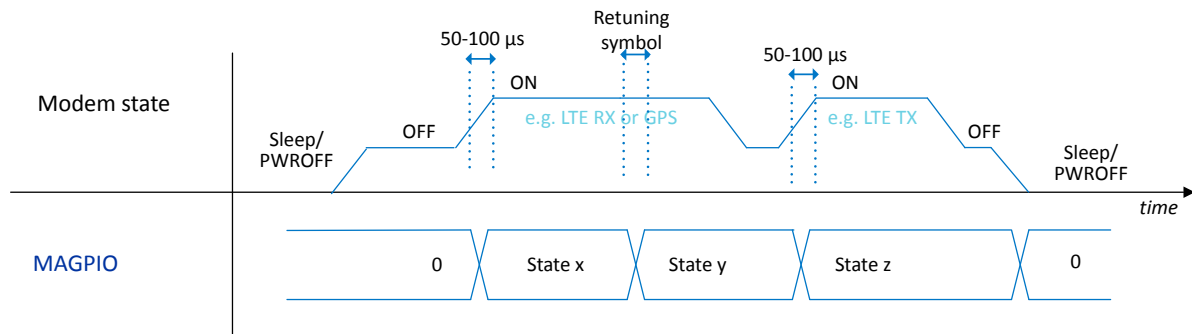 Retuning
symbol
50-100 µs
50-100 µs
ON
ON
Modem state
e.g. LTE RX or GPS
e.g. LTE TX
OFF
OFF
Sleep/
PWROFF
Sleep/
PWROFF
time
MAGPIO
0
State x
State y
State z
0